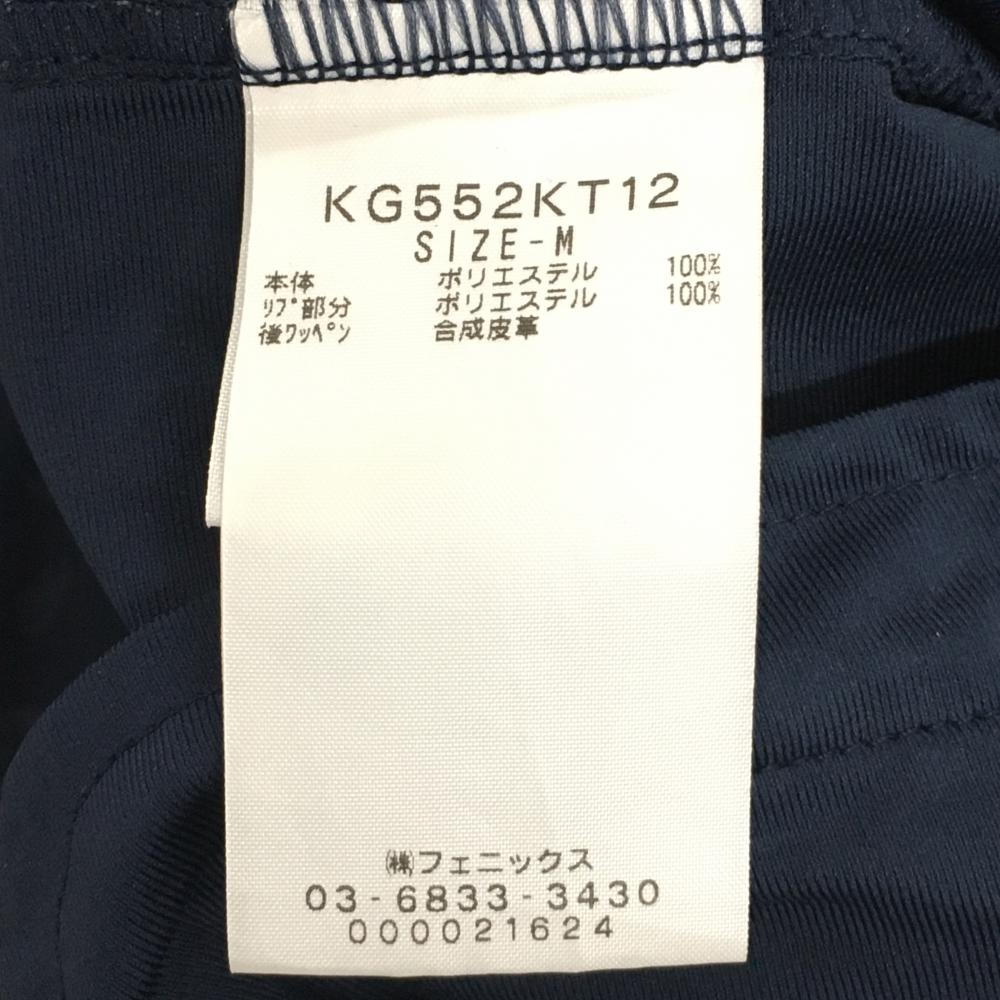 KG552KT12
SIZE-M
本体 ポリエステル 100%
ﾘﾌﾞ部分 ポリエステル 100%
後ﾜｯﾍﾟﾝ 合成皮革
㈱フェニックス
03-6833-3430
000021624